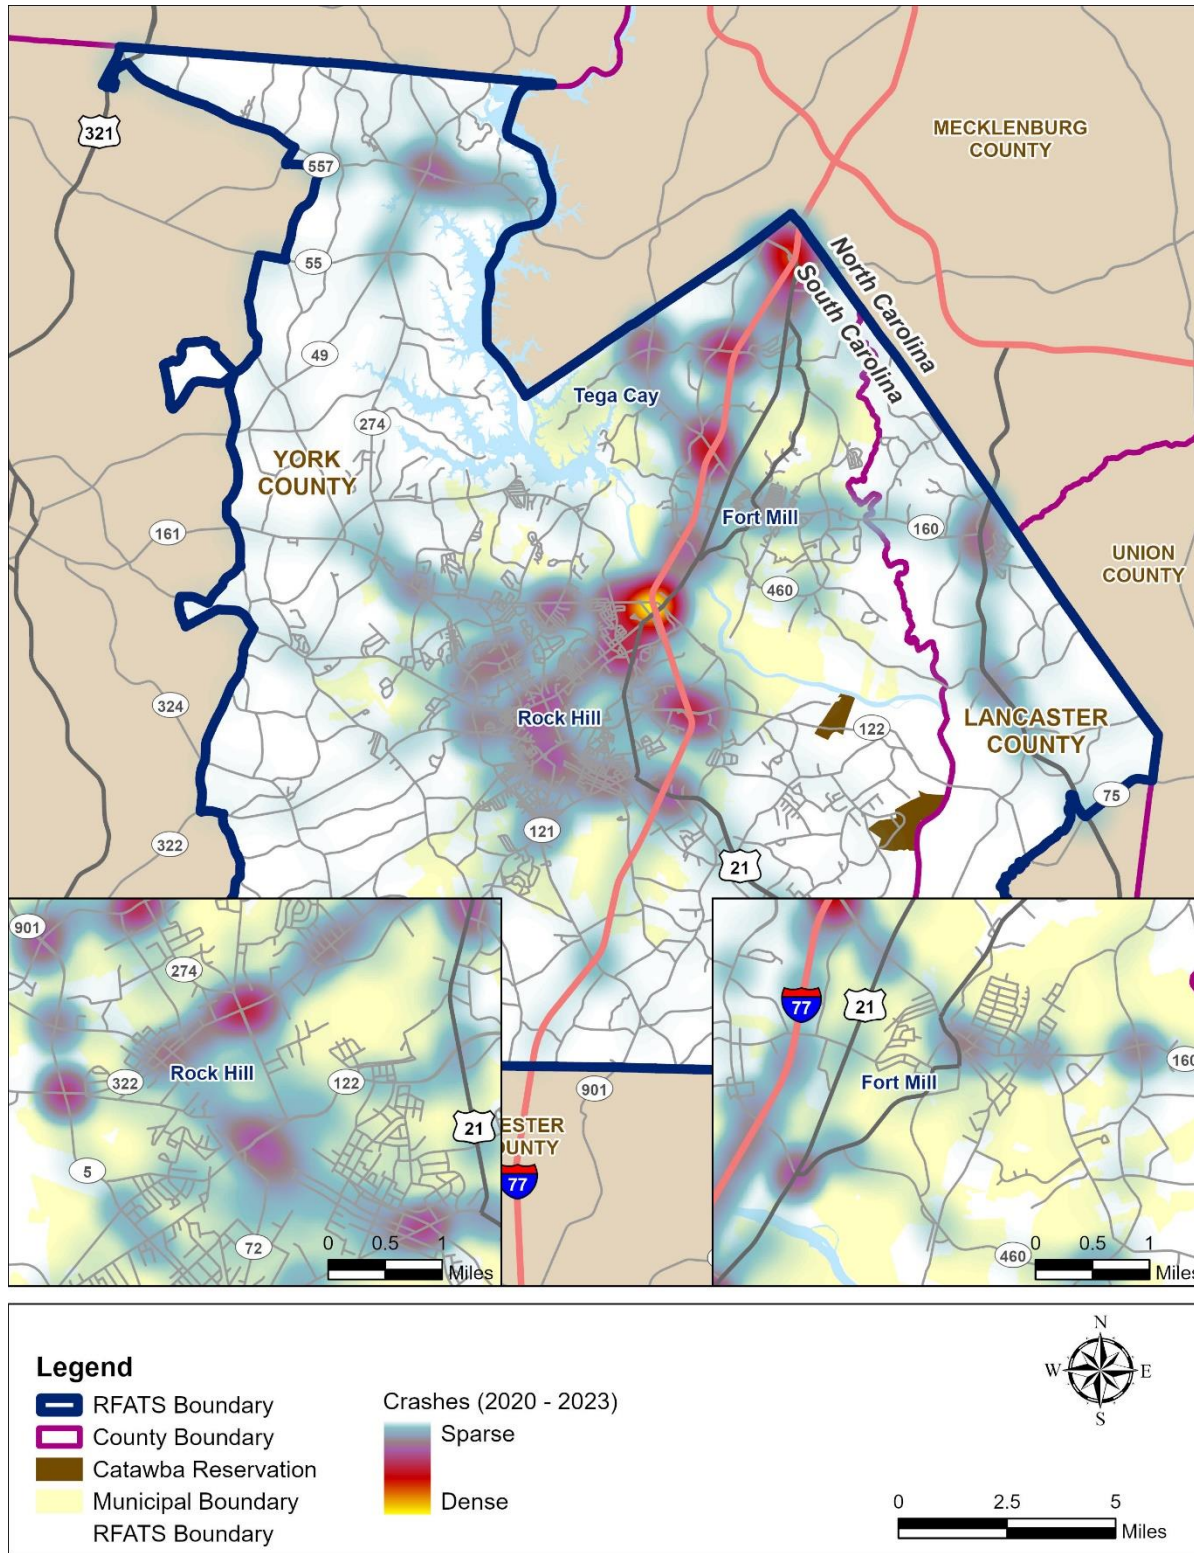 321
MECKLENBURG
COUNTY
557
North Carolina
South Carolina
55
49
Tega Cay
274
YORK
COUNTY
161
Fort Mill
160
UNION
COUNTY
460
324
Rock Hill
122
LANCASTER
COUNTY
75
322
121
21
901
274
Rock Hill
322
122
21
5
72
0 0.5 1
Miles
901
ESTER
OUNTY
77
77
21
160
Fort Mill
460
0 0.5 1
Miles
Legend
RFATS Boundary
County Boundary
Catawba Reservation
Municipal Boundary
RFATS Boundary
Crashes (2020 - 2023)
Sparse
Dense
N
W E
S
0 2.5 5
Miles